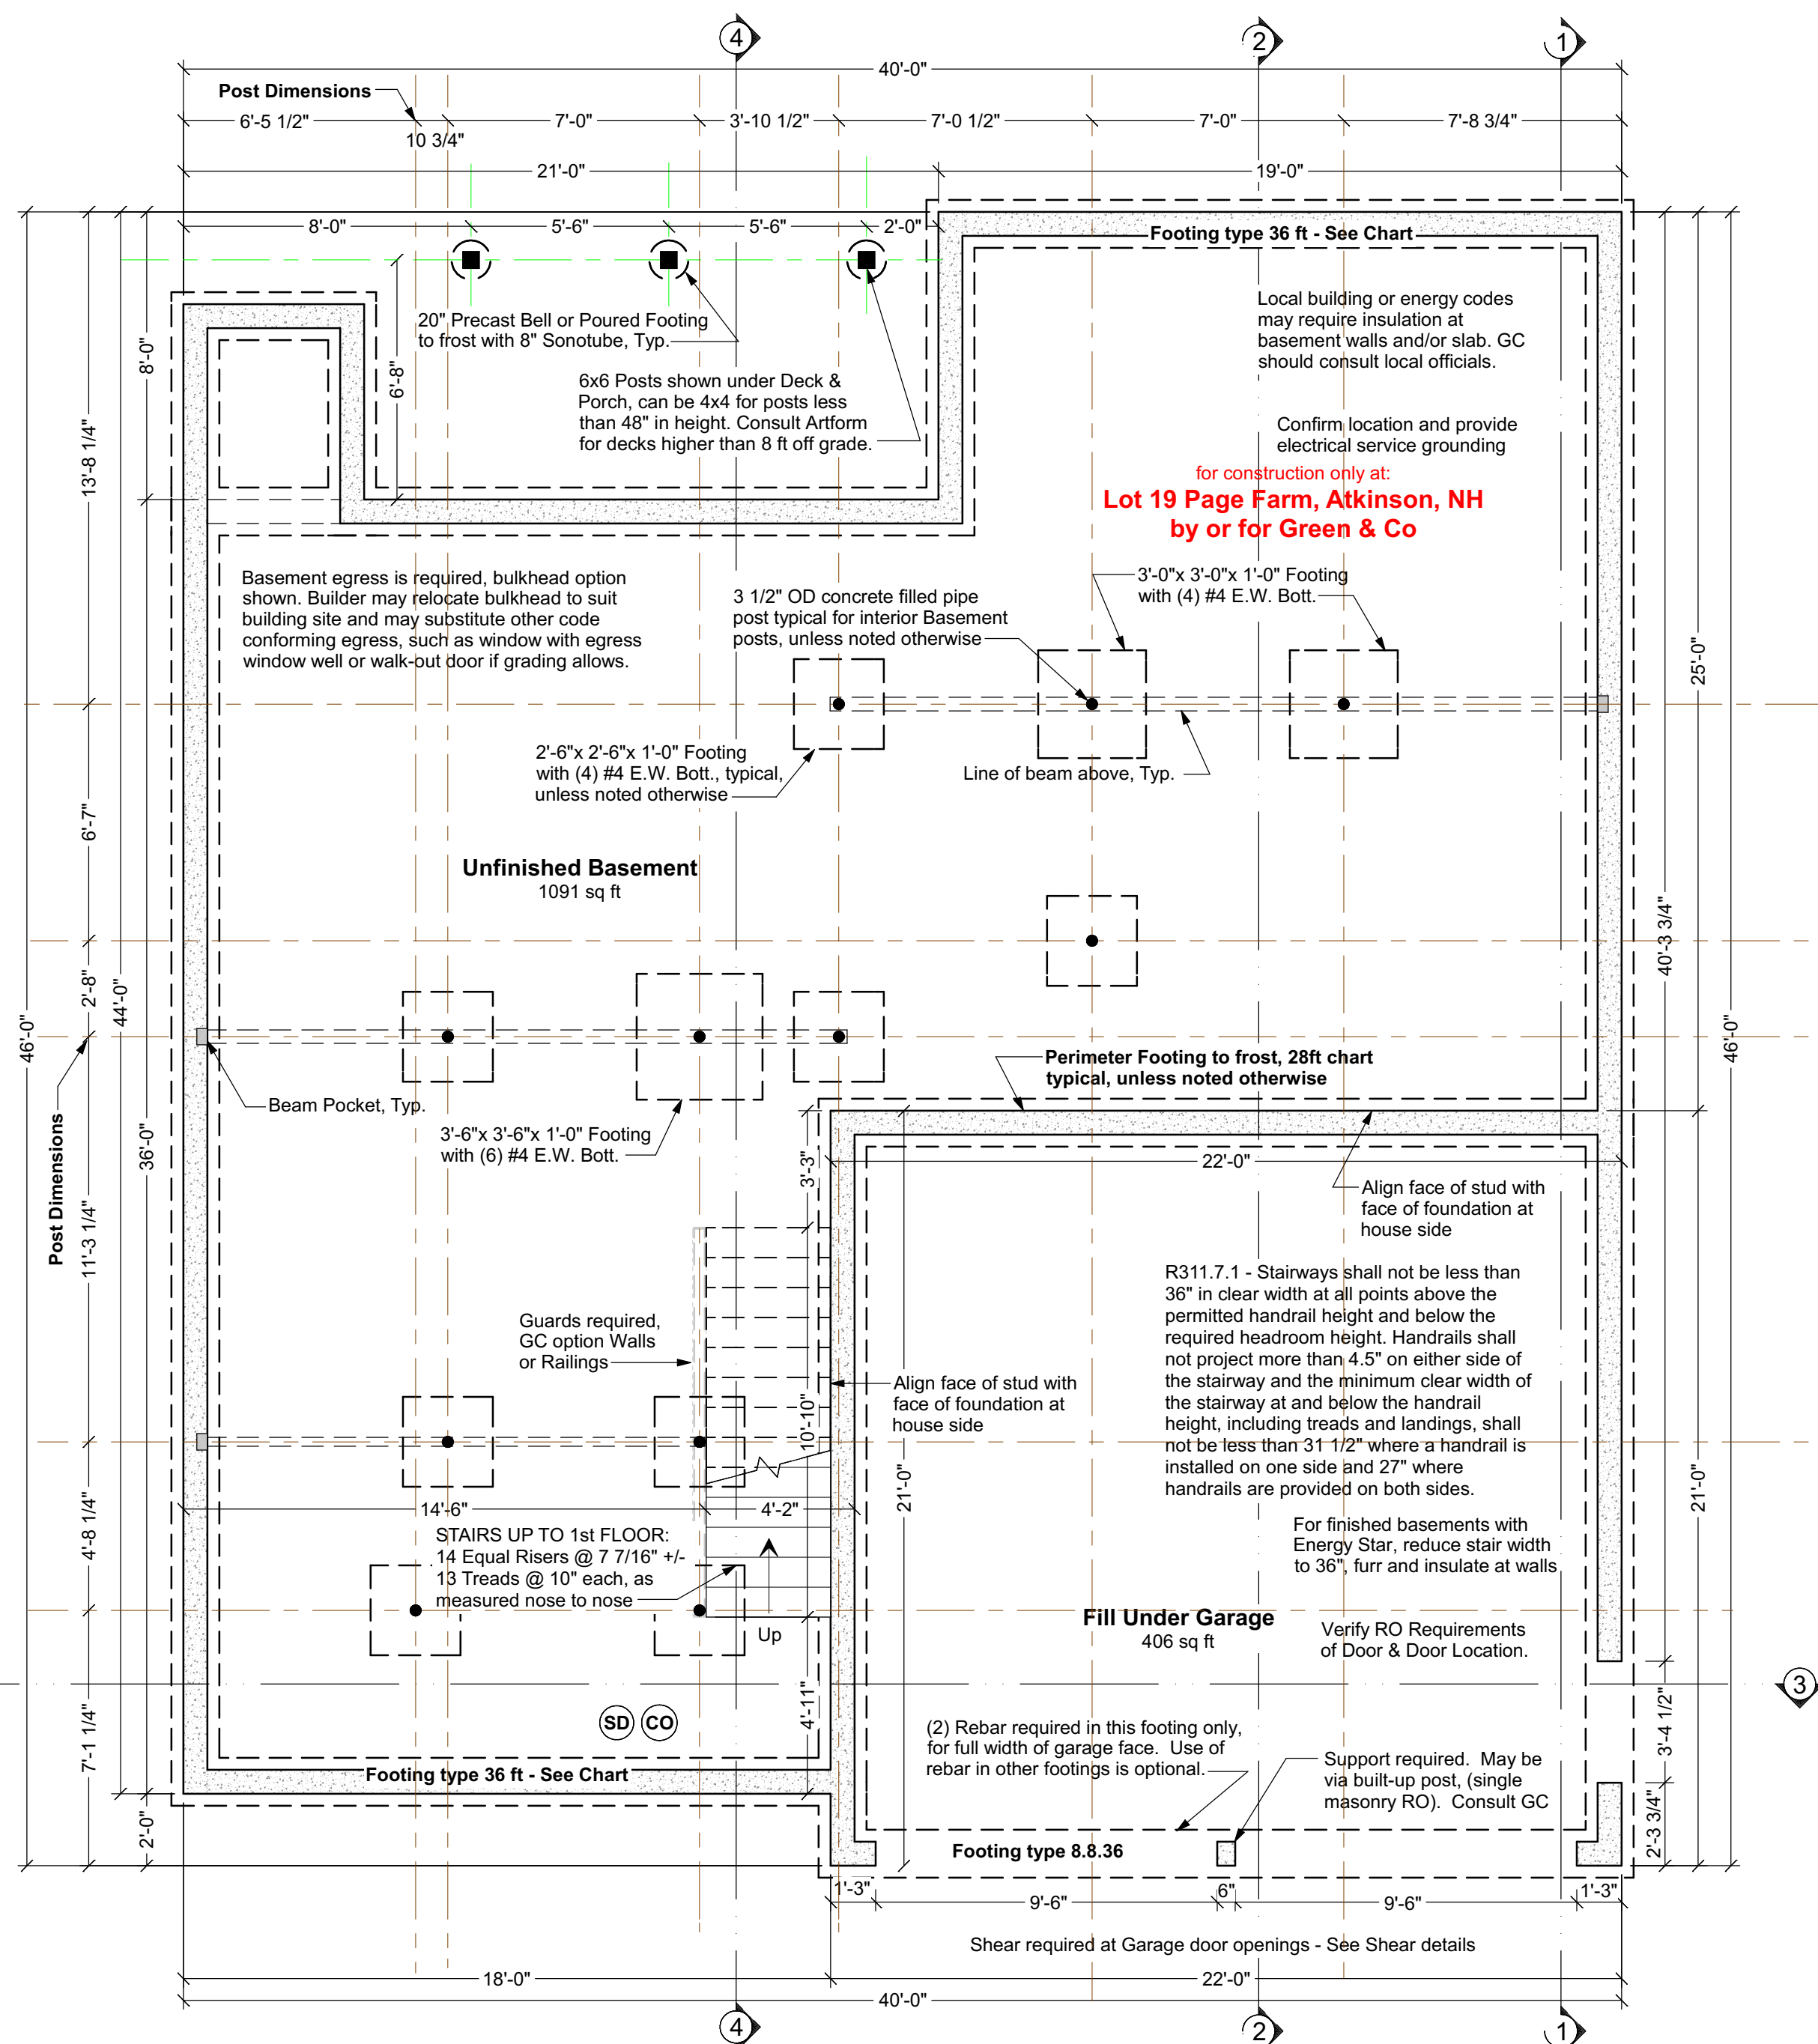 4
2
1
40'-0"
Post Dimensions
6'-5 1/2"
10 3/4"
7'-0"
3'-10 1/2"
7'-0 1/2"
7'-0"
7'-8 3/4"
21'-0"
19'-0"
8'-0"
5'-6"
5'-6"
2'-0"
Footing type 36 ft - See Chart
20" Precast Bell or Poured Footing
to frost with 8" Sonotube, Typ.
6x6 Posts shown under Deck &
Porch, can be 4x4 for posts less
than 48" in height. Consult Artform
for decks higher than 8 ft off grade.
Local building or energy codes
may require insulation at
basement walls and/or slab. GC
should consult local officials.
Confirm location and provide
electrical service grounding
for construction only at:
Lot 19 Page Farm, Atkinson, NH
by or for Green & Co
8'-0"
6'-8"
13'-8 1/4"
Basement egress is required, bulkhead option
shown. Builder may relocate bulkhead to suit
building site and may substitute other code
conforming egress, such as window with egress
window well or walk-out door if grading allows.
3 1/2" OD concrete filled pipe
post typical for interior Basement
posts, unless noted otherwise
3'-0"x 3'-0"x 1'-0" Footing
with (4) #4 E.W. Bott.
25'-0"
2'-6"x 2'-6"x 1'-0" Footing
with (4) #4 E.W. Bott., typical,
unless noted otherwise
Line of beam above, Typ.
6'-7"
Unfinished Basement
1091 sq ft
40'-3 3/4"
2'-8"
44'-0"
46'-0"
46'-0"
Perimeter Footing to frost, 28ft chart
typical, unless noted otherwise
Beam Pocket, Typ.
3'-6"x 3'-6"x 1'-0" Footing
with (6) #4 E.W. Bott.
36'-0"
Post Dimensions
11'-3 1/4"
3'-3"
22'-0"
Align face of stud with
face of foundation at
house side
R311.7.1 - Stairways shall not be less than
36" in clear width at all points above the
permitted handrail height and below the
required headroom height. Handrails shall
not project more than 4.5" on either side of
the stairway and the minimum clear width of
the stairway at and below the handrail
height, including treads and landings, shall
not be less than 31 1/2" where a handrail is
installed on one side and 27" where
handrails are provided on both sides.
Guards required,
GC option Walls
or Railings
Align face of stud with
face of foundation at
house side
10'-10"
21'-0"
21'-0"
14'-6"
4'-2"
4'-8 1/4"
STAIRS UP TO 1st FLOOR:
14 Equal Risers @ 7 7/16" +/-
13 Treads @ 10" each, as
measured nose to nose
For finished basements with
Energy Star, reduce stair width
to 36", furr and insulate at walls
Up
Fill Under Garage
406 sq ft
Verify RO Requirements
of Door & Door Location.
3
4'-11"
SD
CO
7'-1 1/4"
3'-4 1/2"
(2) Rebar required in this footing only,
for full width of garage face. Use of
rebar in other footings is optional.
Support required. May be
via built-up post, (single
masonry RO). Consult GC
Footing type 36 ft - See Chart
2'-0"
2'-3 3/4"
Footing type 8.8.36
1'-3"
9'-6"
6"
9'-6"
1'-3"
Shear required at Garage door openings - See Shear details
18'-0"
22'-0"
40'-0"
4
2
1